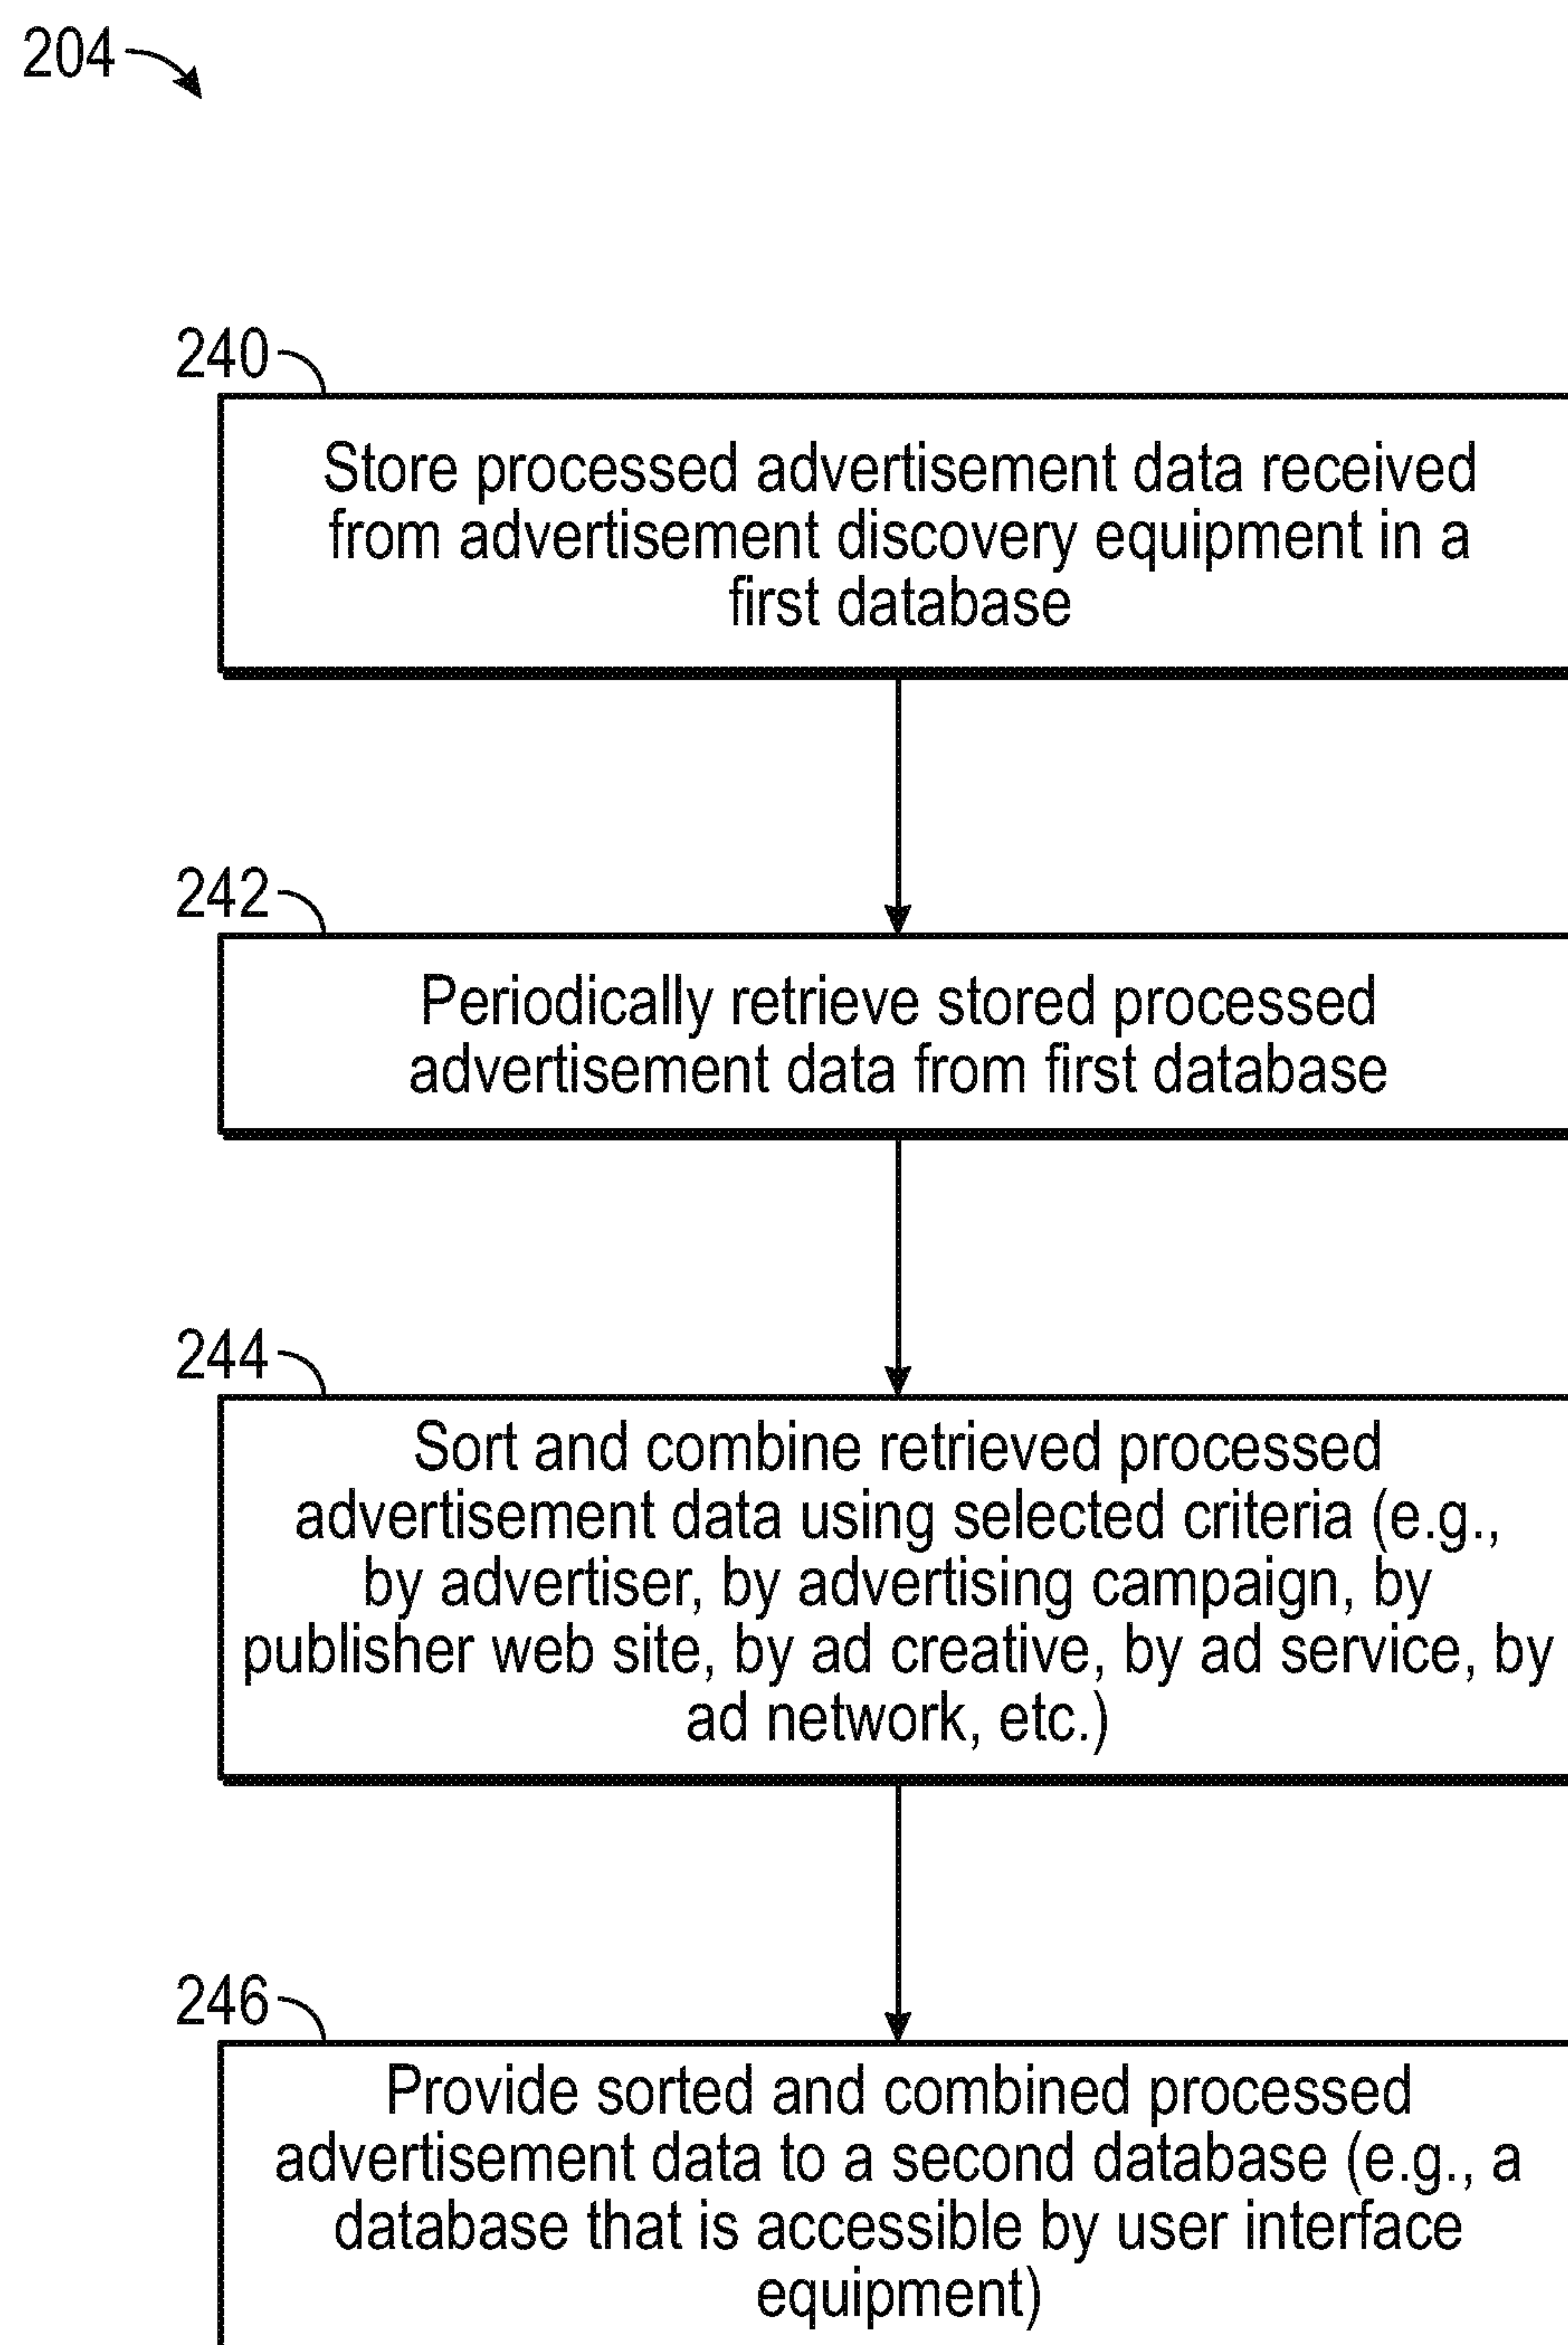 204
240
Store processed advertisement data received
from advertisement discovery equipment in a
first database
242
Periodically retrieve stored processed
advertisement data from first database
244
Sort and combine retrieved processed
advertisement data using selected criteria (e.g.,
by advertiser, by advertising campaign, by
publisher web site, by ad creative, by ad service, by
ad network, etc.)
246
Provide sorted and combined processed
advertisement data to a second database (e.g., a
database that is accessible by user interface
equipment)